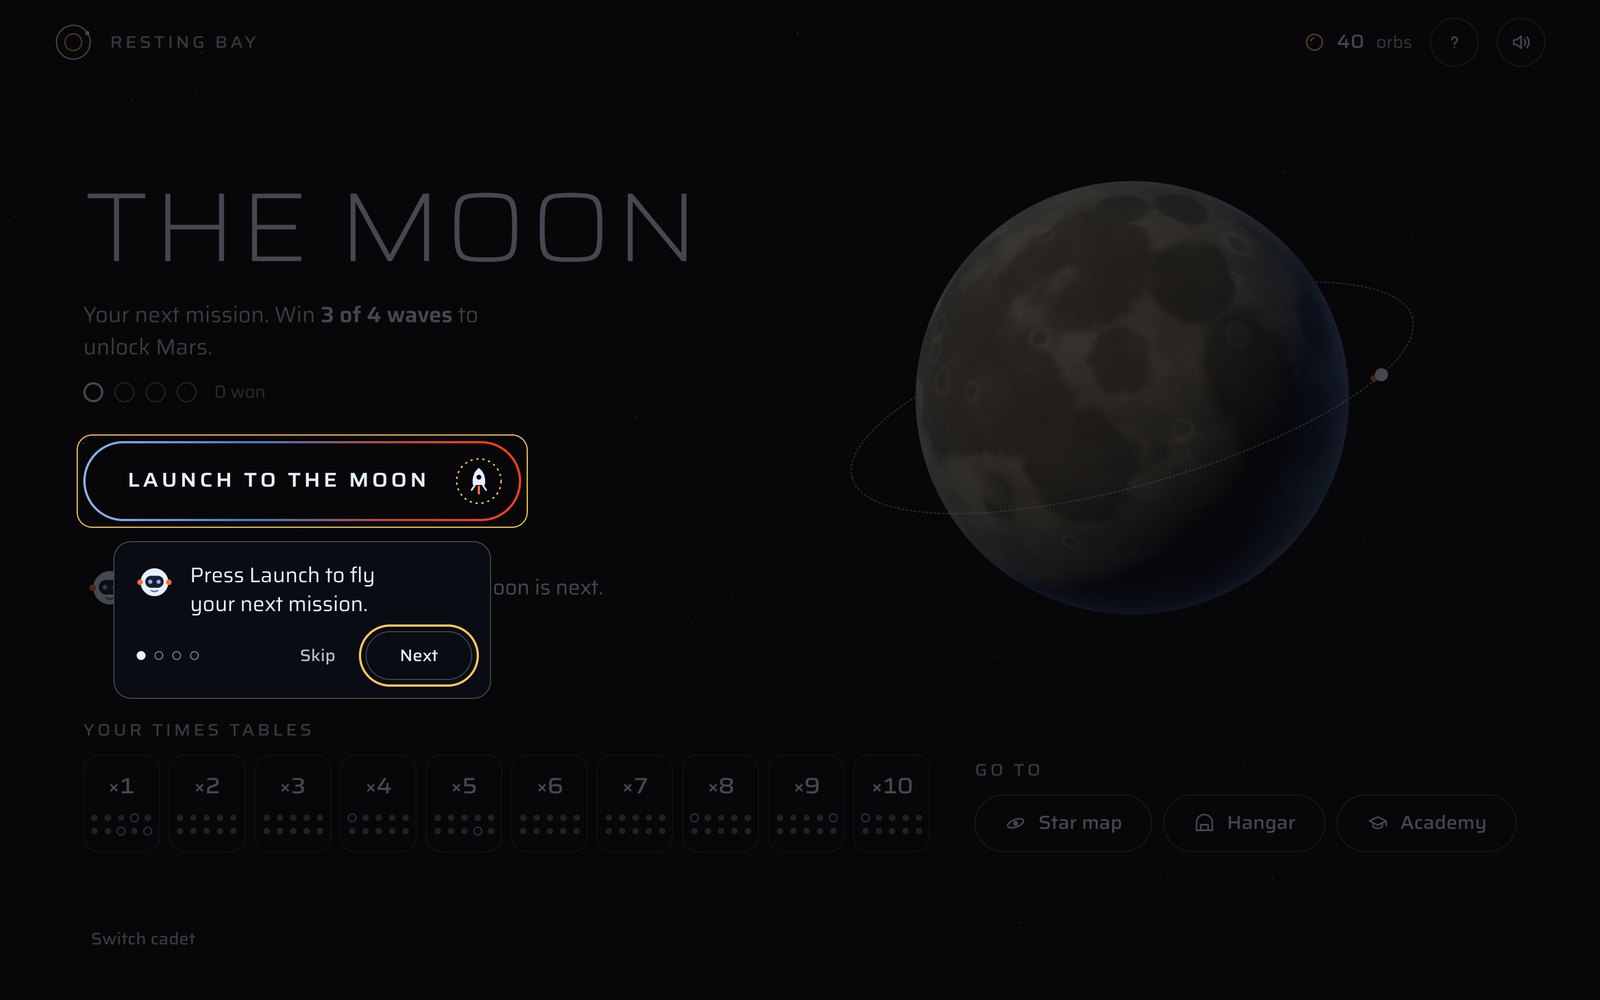 RESTING BAY
40 orbs
?
THE MOON
Your next mission. Win 3 of 4 waves to
unlock Mars.
0 won
LAUNCH TO THE MOON
Press Launch to fly
your next mission.
oon is next.
Skip
Next
YOUR TIMES TABLES
×1
×2
×3
×4
×5
×6
×7
×8
×9
×10
GO TO
Star map
Hangar
Academy
Switch cadet